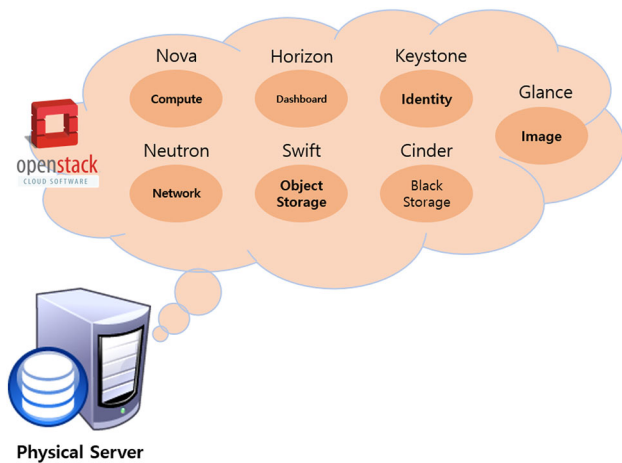 Nova
Compute
Horizon
Dashboard
Keystone
Identity
Glance
Image
openstack
CLOUD SOFTWARE
Neutron
Network
Swift
Object
Storage
Cinder
Black
Storage
Physical Server